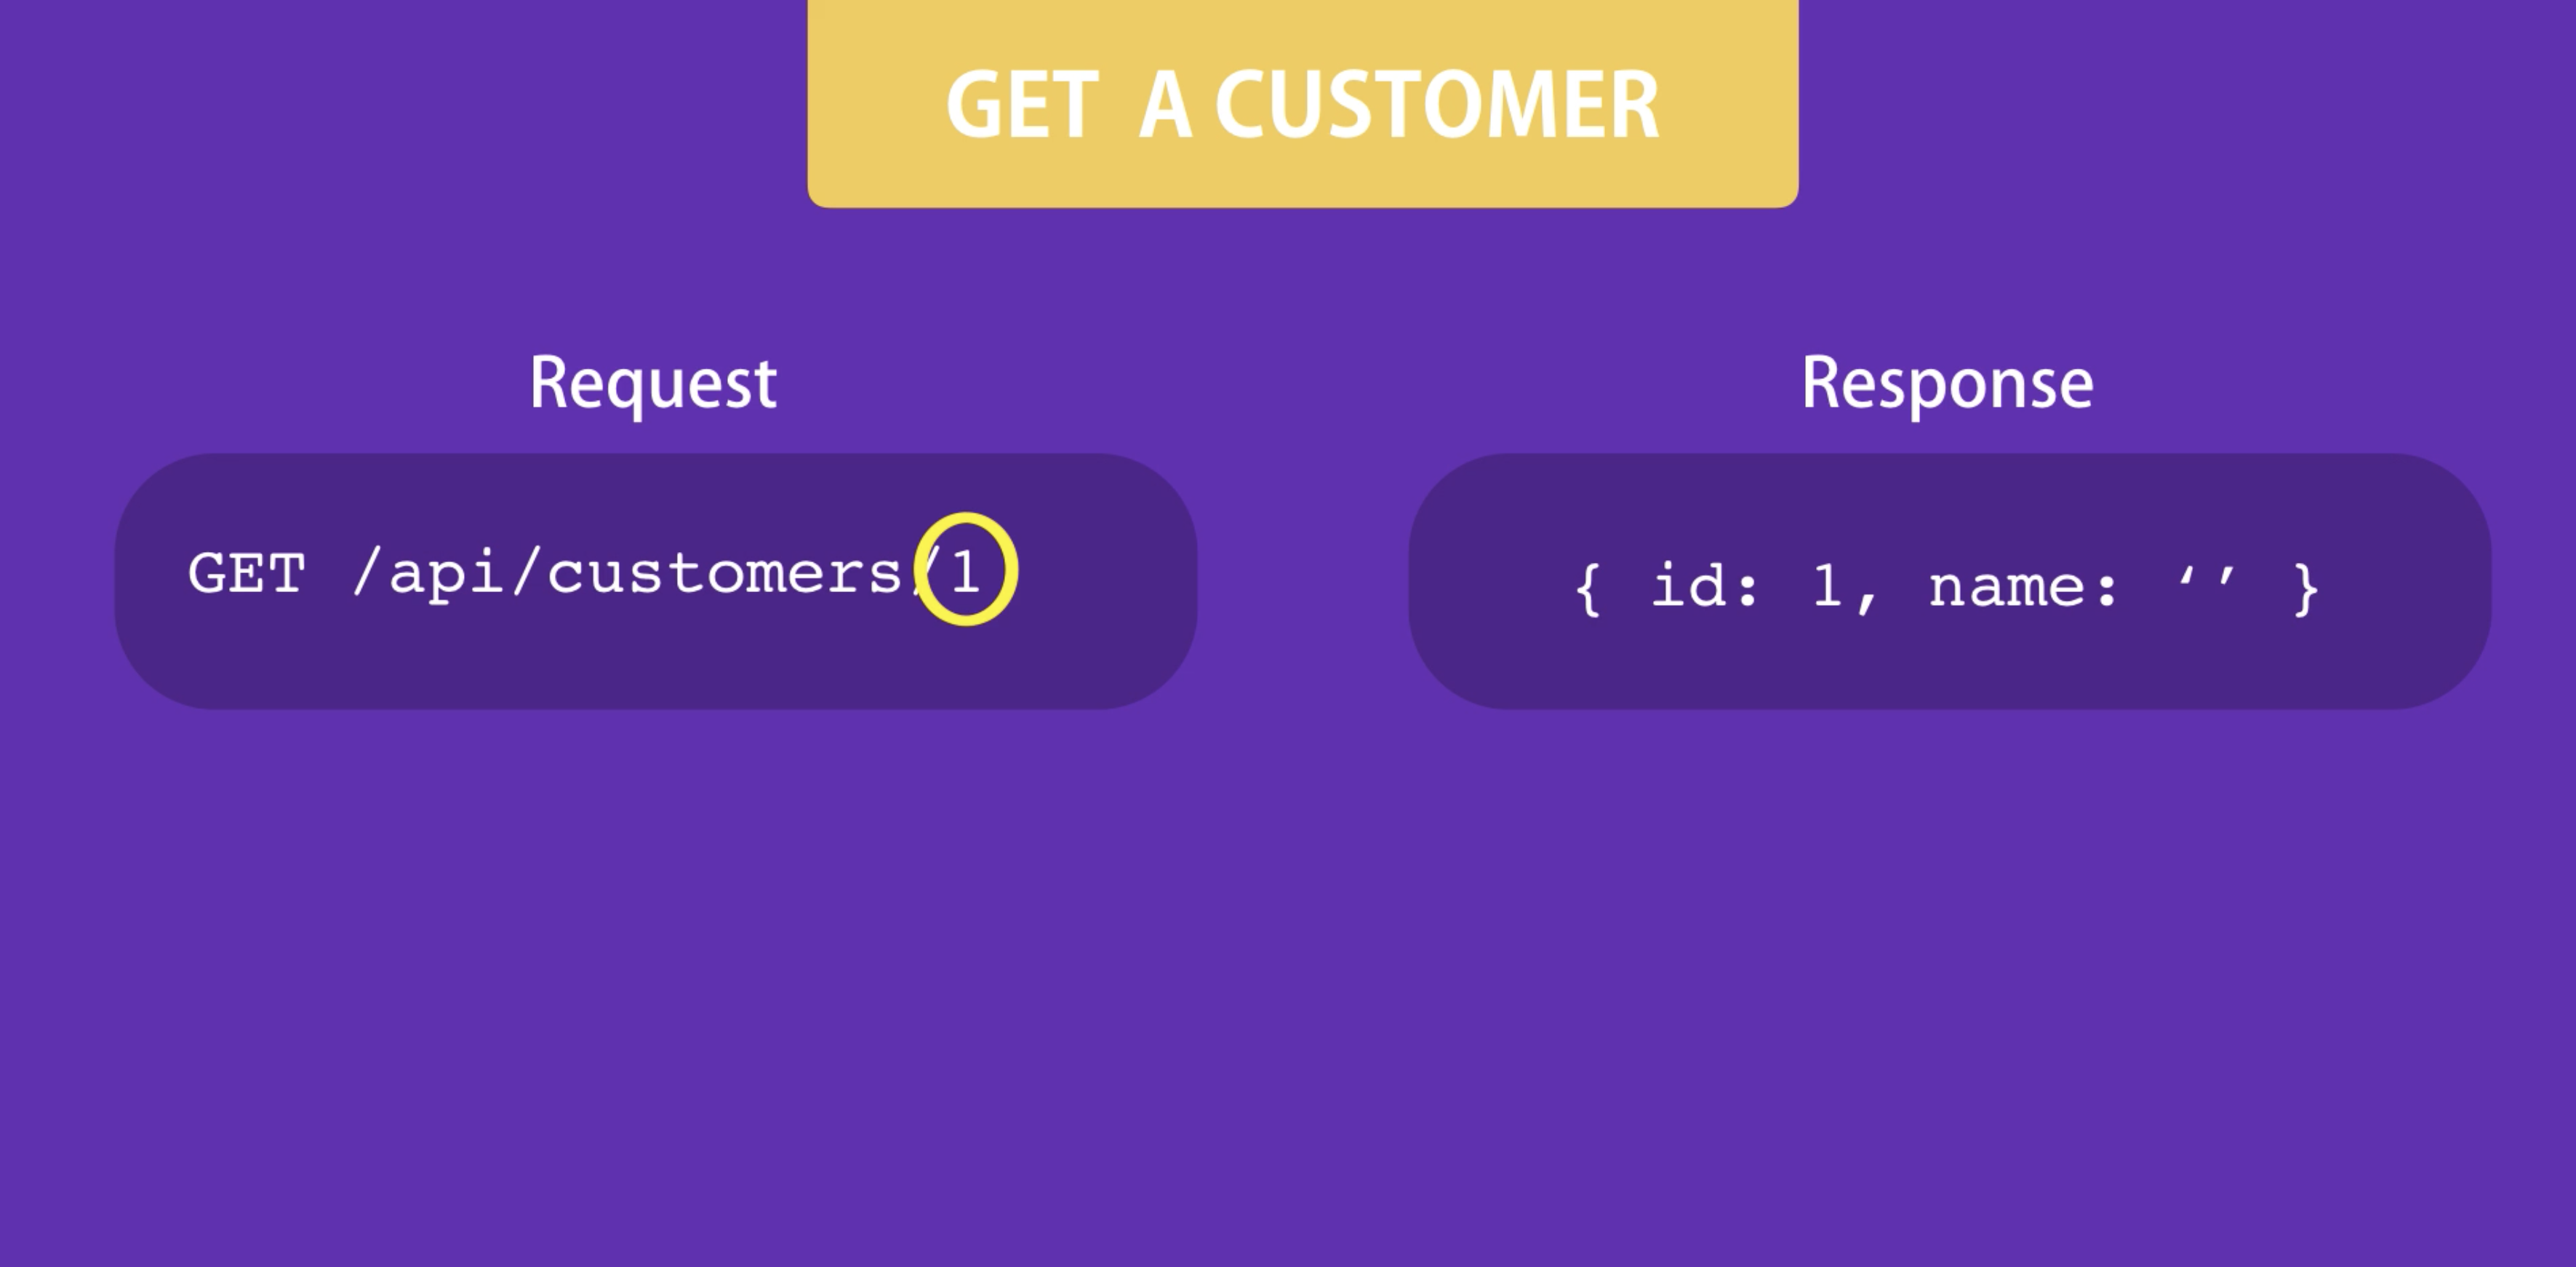 GET A CUSTOMER
Request
GET /api/customers/1
Response
{ id: 1, name: ‘’ }